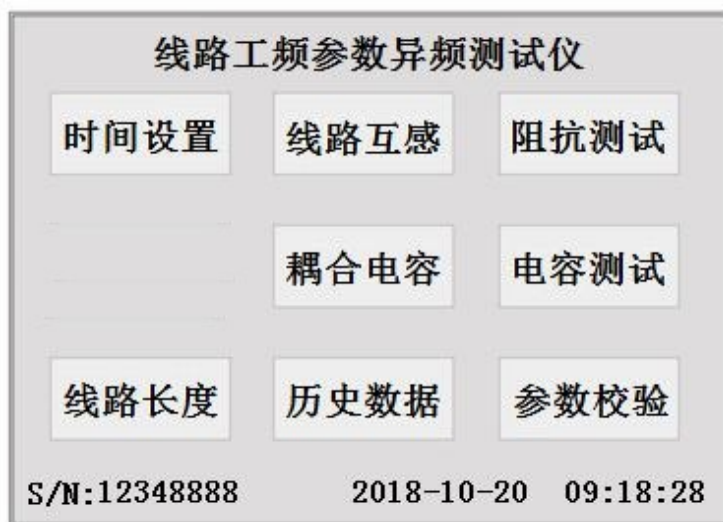 线路工频参数异频测试仪
时间设置 线路互感 阻抗测试
耦合电容 电容测试
线路长度 历史数据 参数校验
S/N:12348888 2018-10-20 09:18:28